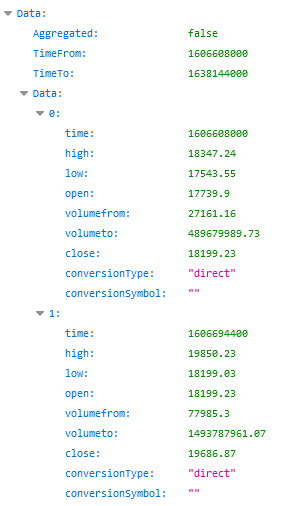 Data:
Aggregated: false
TimeFrom: 1606608000
TimeTo: 1638144000
Data:
0:
time: 1606608000
high: 18347.24
low: 17543.55
open: 17739.9
volumefrom: 27161.16
volumeto: 489679989.73
close: 18199.23
conversionType: "direct"
conversionSymbol: ""
1:
time: 1606694400
high: 19850.23
low: 18199.03
open: 18199.23
volumefrom: 77985.3
volumeto: 1493787961.07
close: 19686.87
conversionType: "direct"
conversionSymbol: ""